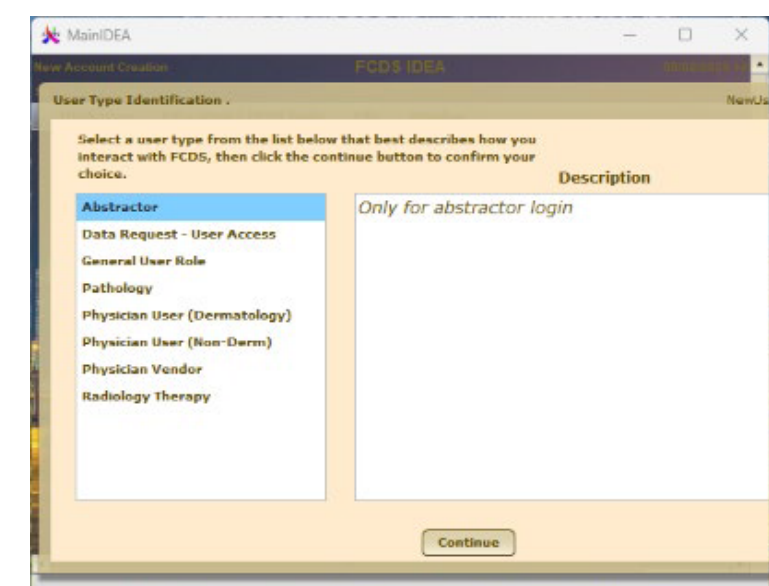 MainIDEA
New Account Creation FCDS IDEA
User Type Identification . NewUs
Select a user type from the list below that best describes how you
interact with FCDS, then click the continue button to confirm your
choice.
Description
Abstractor
Data Request - User Access
General User Role
Pathology
Physician User (Dermatology)
Physician User (Non-Derm)
Physician Vendor
Radiology Therapy
Only for abstractor login
Continue